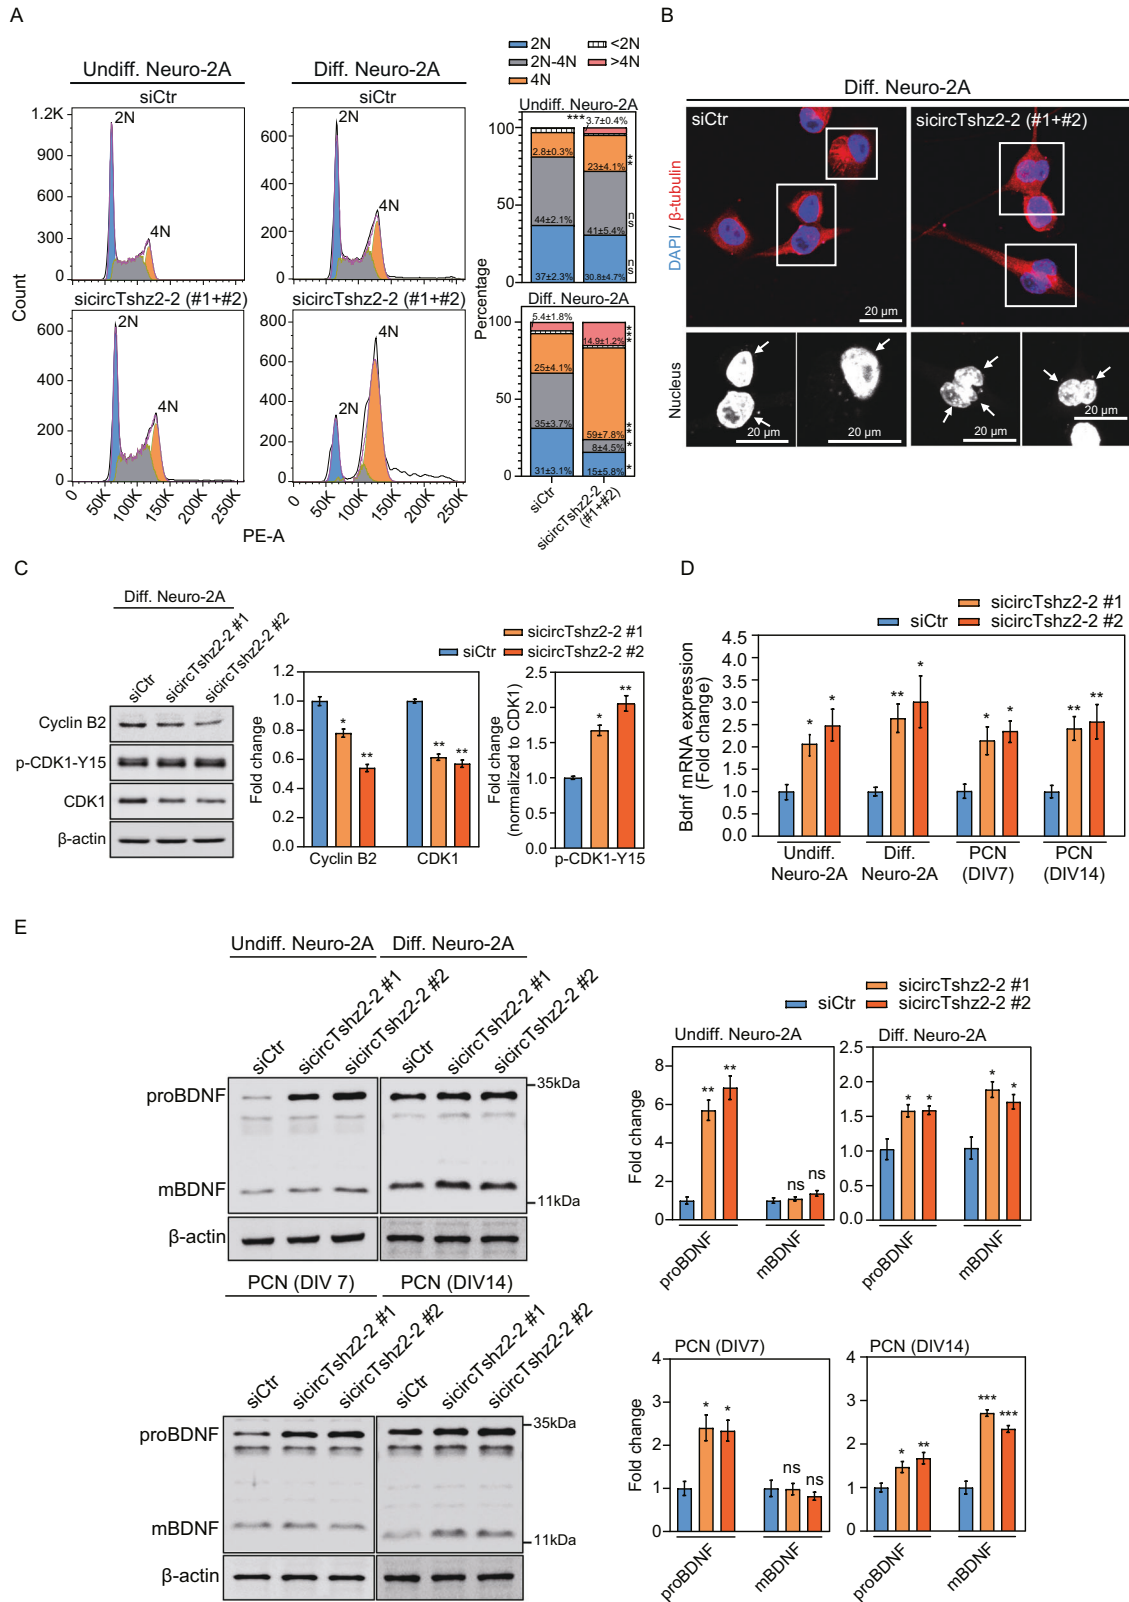 A
Undiff. Neuro-2A
siCtr
2N
4N
1.2K
900
600
300
0
Diff. Neuro-2A
siCtr
2N
4N
600
400
200
0
sicircTshz2-2 (#1+#2)
2N
4N
600
400
200
0
0
50K
100K
150K
200K
250K
sicircTshz2-2 (#1+#2)
2N
4N
800
600
400
200
0
0
50K
100K
150K
200K
250K
Count
PE-A
2N
<2N
2N-4N
>4N
4N
Undiff. Neuro-2A
*** 3.7±0.4%
2.8±0.3%
23±4.1%
**
44±2.1%
41±5.4%
ns
37±2.3%
30.8±4.7%
ns
100
50
0
Percentage
Diff. Neuro-2A
5.4±1.8%
14.9±1.2%
***
25±4.1%
59±7.8%
**
35±3.7%
8±4.5%
*
31±3.1%
15±5.8%
*
100
50
0
siCtr
sicircTshz2-2
(#1+#2)
B
Diff. Neuro-2A
siCtr
sicircTshz2-2 (#1+#2)
DAPI / β-tubulin
20 µm
20 µm
Nucleus
20 µm
20 µm
20 µm
20 µm
C
Diff. Neuro-2A
siCtr
sicircTshz2-2 #1
sicircTshz2-2 #2
Cyclin B2
p-CDK1-Y15
CDK1
β-actin
sicircTshz2-2 #1
siCtr
sicircTshz2-2 #2
Fold change
1.2
1.0
0.8
0.6
0.4
0.2
0.0
*
**
**
**
Cyclin B2
CDK1
Fold change
(normalized to CDK1)
2.5
2.0
1.5
1.0
0.5
0.0
*
**
p-CDK1-Y15
D
sicircTshz2-2 #1
siCtr
sicircTshz2-2 #2
Bdnf mRNA expression
(Fold change)
4.5
4.0
3.5
3.0
2.5
2.0
1.5
1.0
0.5
0.0
*
*
**
*
*
*
**
**
Undiff.
Neuro-2A
Diff.
Neuro-2A
PCN
(DIV7)
PCN
(DIV14)
E
Undiff. Neuro-2A
Diff. Neuro-2A
siCtr
sicircTshz2-2 #1
sicircTshz2-2 #2
siCtr
sicircTshz2-2 #1
sicircTshz2-2 #2
proBDNF
35kDa
mBDNF
11kDa
β-actin
PCN (DIV 7)
PCN (DIV14)
siCtr
sicircTshz2-2 #1
sicircTshz2-2 #2
siCtr
sicircTshz2-2 #1
sicircTshz2-2 #2
proBDNF
35kDa
mBDNF
11kDa
β-actin
sicircTshz2-2 #1
siCtr
sicircTshz2-2 #2
Undiff. Neuro-2A
Fold change
8
6
4
2
0
**
**
ns
ns
proBDNF
mBDNF
Diff. Neuro-2A
2.5
2.0
1.5
1.0
0.5
0.0
*
*
*
*
proBDNF
mBDNF
PCN (DIV7)
Fold change
4
3
2
1
0
*
*
ns
ns
proBDNF
mBDNF
PCN (DIV14)
4
3
2
1
0
*
**
***
***
proBDNF
mBDNF